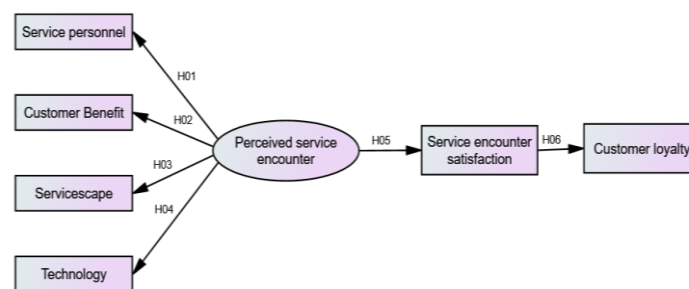 Service personnel
H01
Customer Benefit
H02
Perceived service
encounter
H05
Service encounter
satisfaction
H06
Customer loyalty
H03
Servicescape
H04
Technology